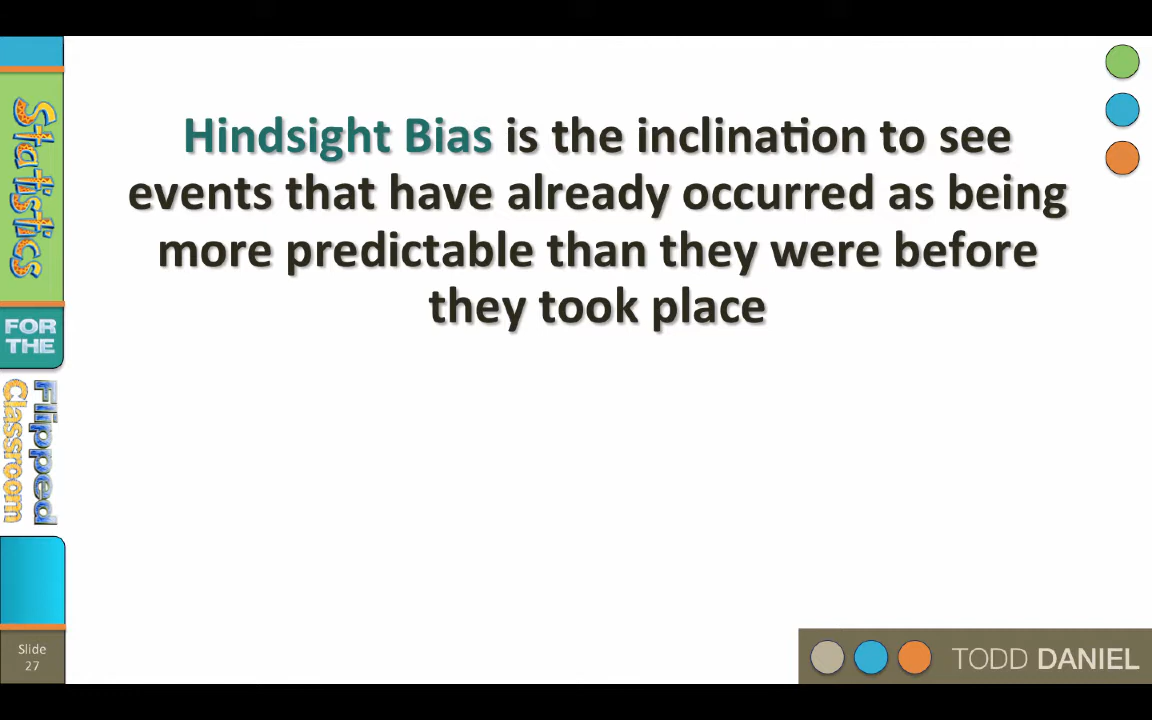 Hindsight Bias is the inclination to see
events that have already occurred as being
more predictable than they were before
they took place
Statistics
FOR THE
Flipped
Classroom
Slide
27
TODD DANIEL